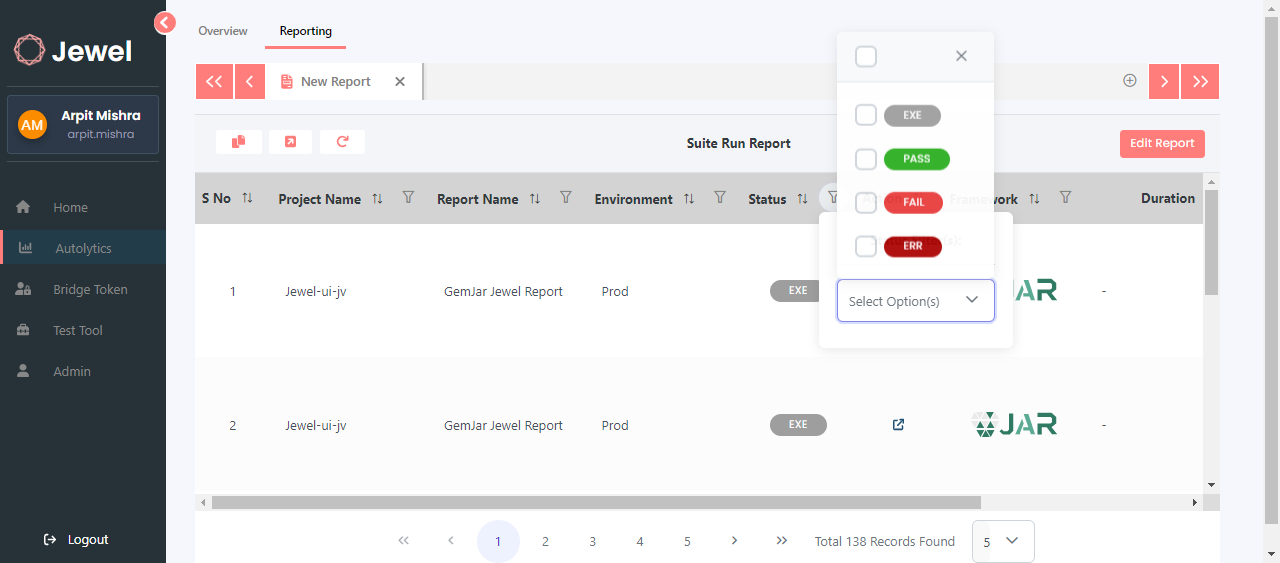 Jewel
AM
Arpit Mishra
arpit.mishra
Home
Autolytics
Bridge Token
Test Tool
Admin
Logout
Overview
Reporting
New Report
Suite Run Report
Edit Report
S No
Project Name
Report Name
Environment
Status
Framework
Duration
EXE
PASS
FAIL
ERR
Select Option(s)
1
Jewel-ui-jv
GemJar Jewel Report
Prod
EXE
JAR
-
2
Jewel-ui-jv
GemJar Jewel Report
Prod
EXE
JAR
-
1
2
3
4
5
Total 138 Records Found
5